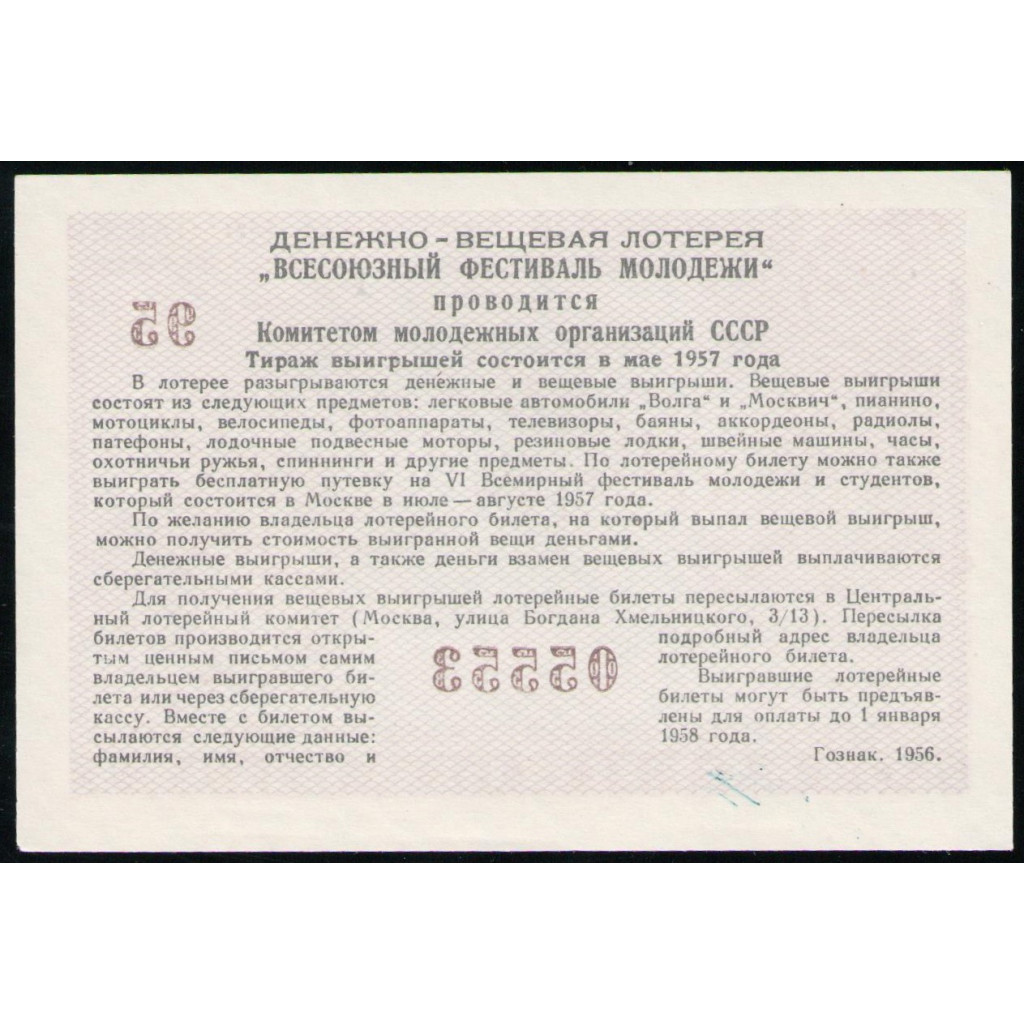 ДЕНЕЖНО - ВЕЩЕВАЯ ЛОТЕРЕЯ
„ВСЕСОЮЗНЫЙ ФЕСТИВАЛЬ МОЛОДЕЖИ“
проводится
95
Комитетом молодежных организаций СССР
Тираж выигрышей состоится в мае 1957 года
В лотерее разыгрываются денежные и вещевые выигрыши. Вещевые выигрыши
состоят из следующих предметов: легковые автомобили „Волга“ и „Москвич“, пианино,
мотоциклы, велосипеды, фотоаппараты, телевизоры, баяны, аккордеоны, радиолы,
патефоны, лодочные подвесные моторы, резиновые лодки, швейные машины, часы,
охотничьи ружья, спиннинги и другие предметы. По лотерейному билету можно также
выиграть бесплатную путевку на VI Всемирный фестиваль молодежи и студентов,
который состоится в Москве в июле — августе 1957 года.
По желанию владельца лотерейного билета, на который выпал вещевой выигрыш,
можно получить стоимость выигранной вещи деньгами.
Денежные выигрыши, а также деньги взамен вещевых выигрышей выплачиваются
сберегательными кассами.
Для получения вещевых выигрышей лотерейные билеты пересылаются в Централь-
ный лотерейный комитет (Москва, улица Богдана Хмельницкого, 3/13). Пересылка
билетов производится откры-
тым ценным письмом самим
владельцем выигравшего би-
лета или через сберегательную
кассу. Вместе с билетом вы-
сылаются следующие данные:
фамилия, имя, отчество и
05553
подробный адрес владельца
лотерейного билета.
Выигравшие лотерейные
билеты могут быть предъяв-
лены для оплаты до 1 января
1958 года.
Гознак. 1956.